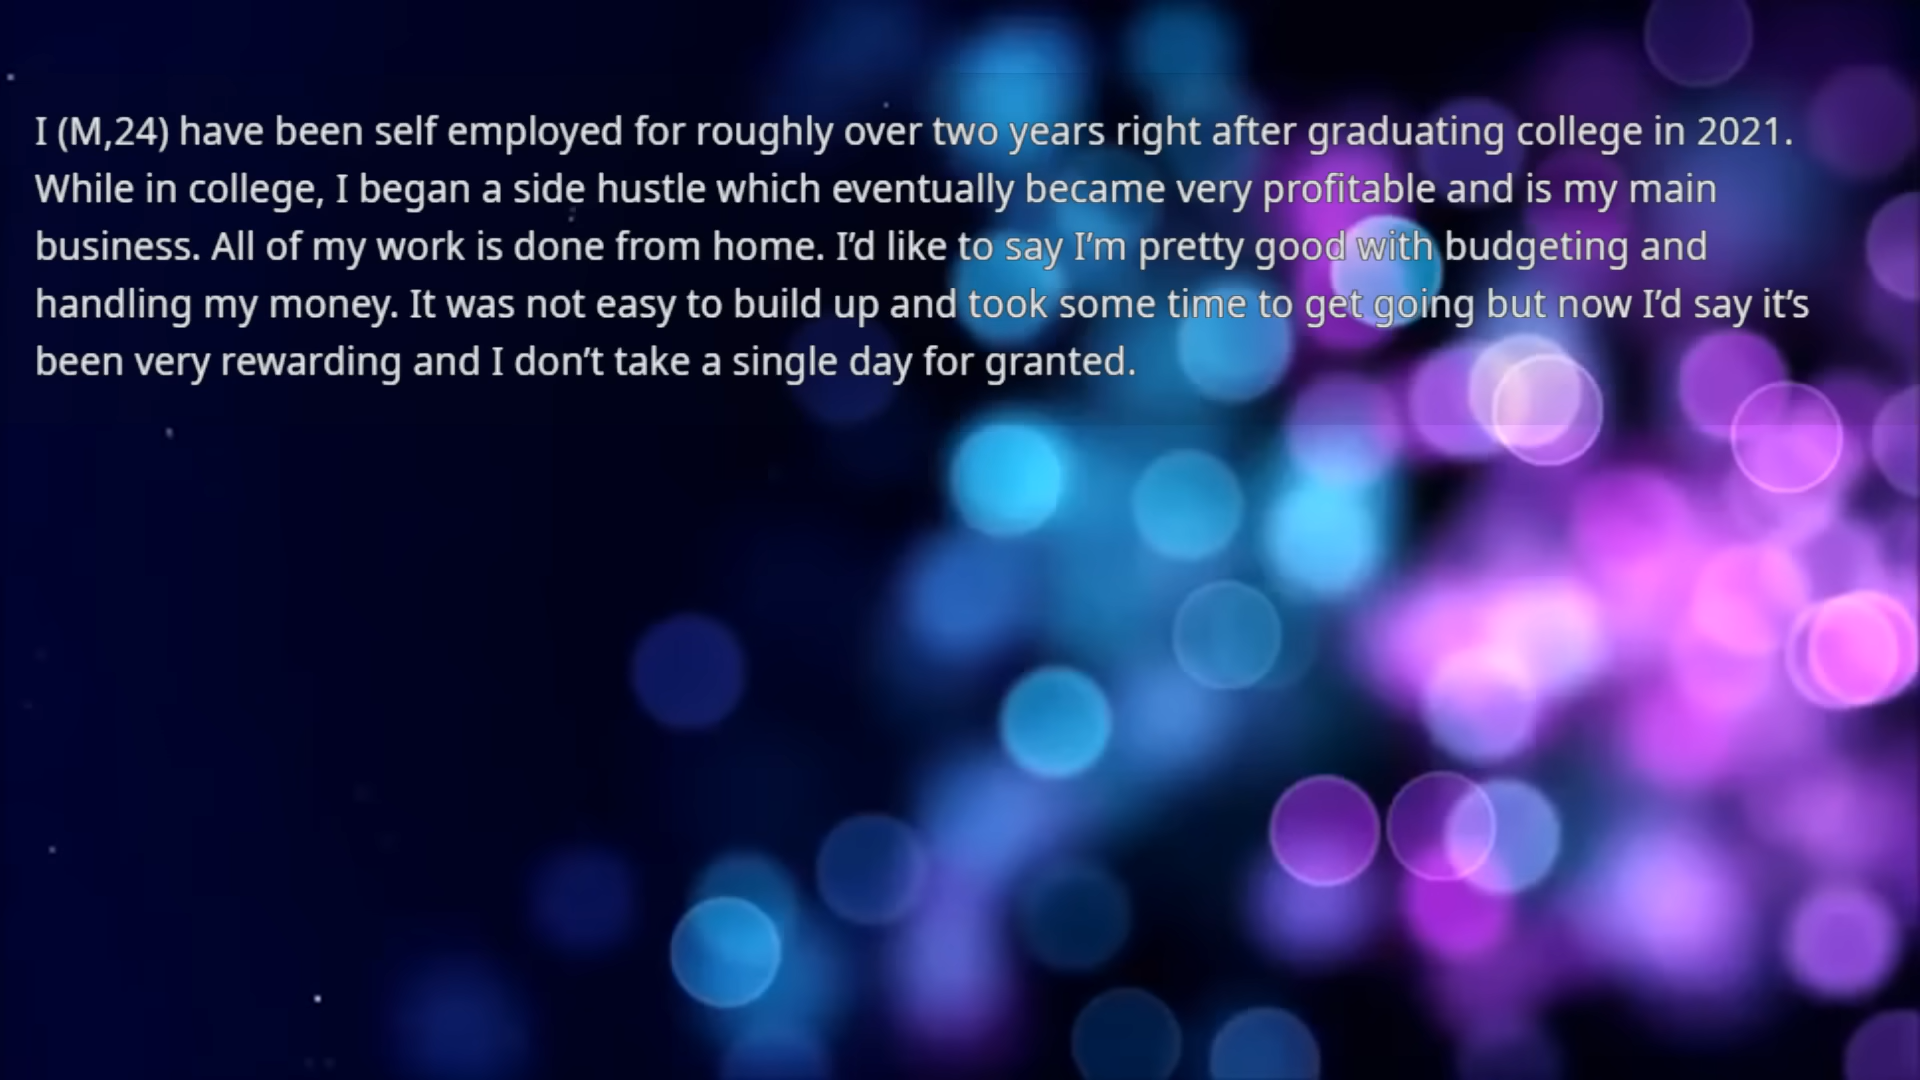 I (M,24) have been self employed for roughly over two years right after graduating college in 2021.
While in college, I began a side hustle which eventually became very profitable and is my main
business. All of my work is done from home. I’d like to say I’m pretty good with budgeting and
handling my money. It was not easy to build up and took some time to get going but now I’d say it’s
been very rewarding and I don’t take a single day for granted.